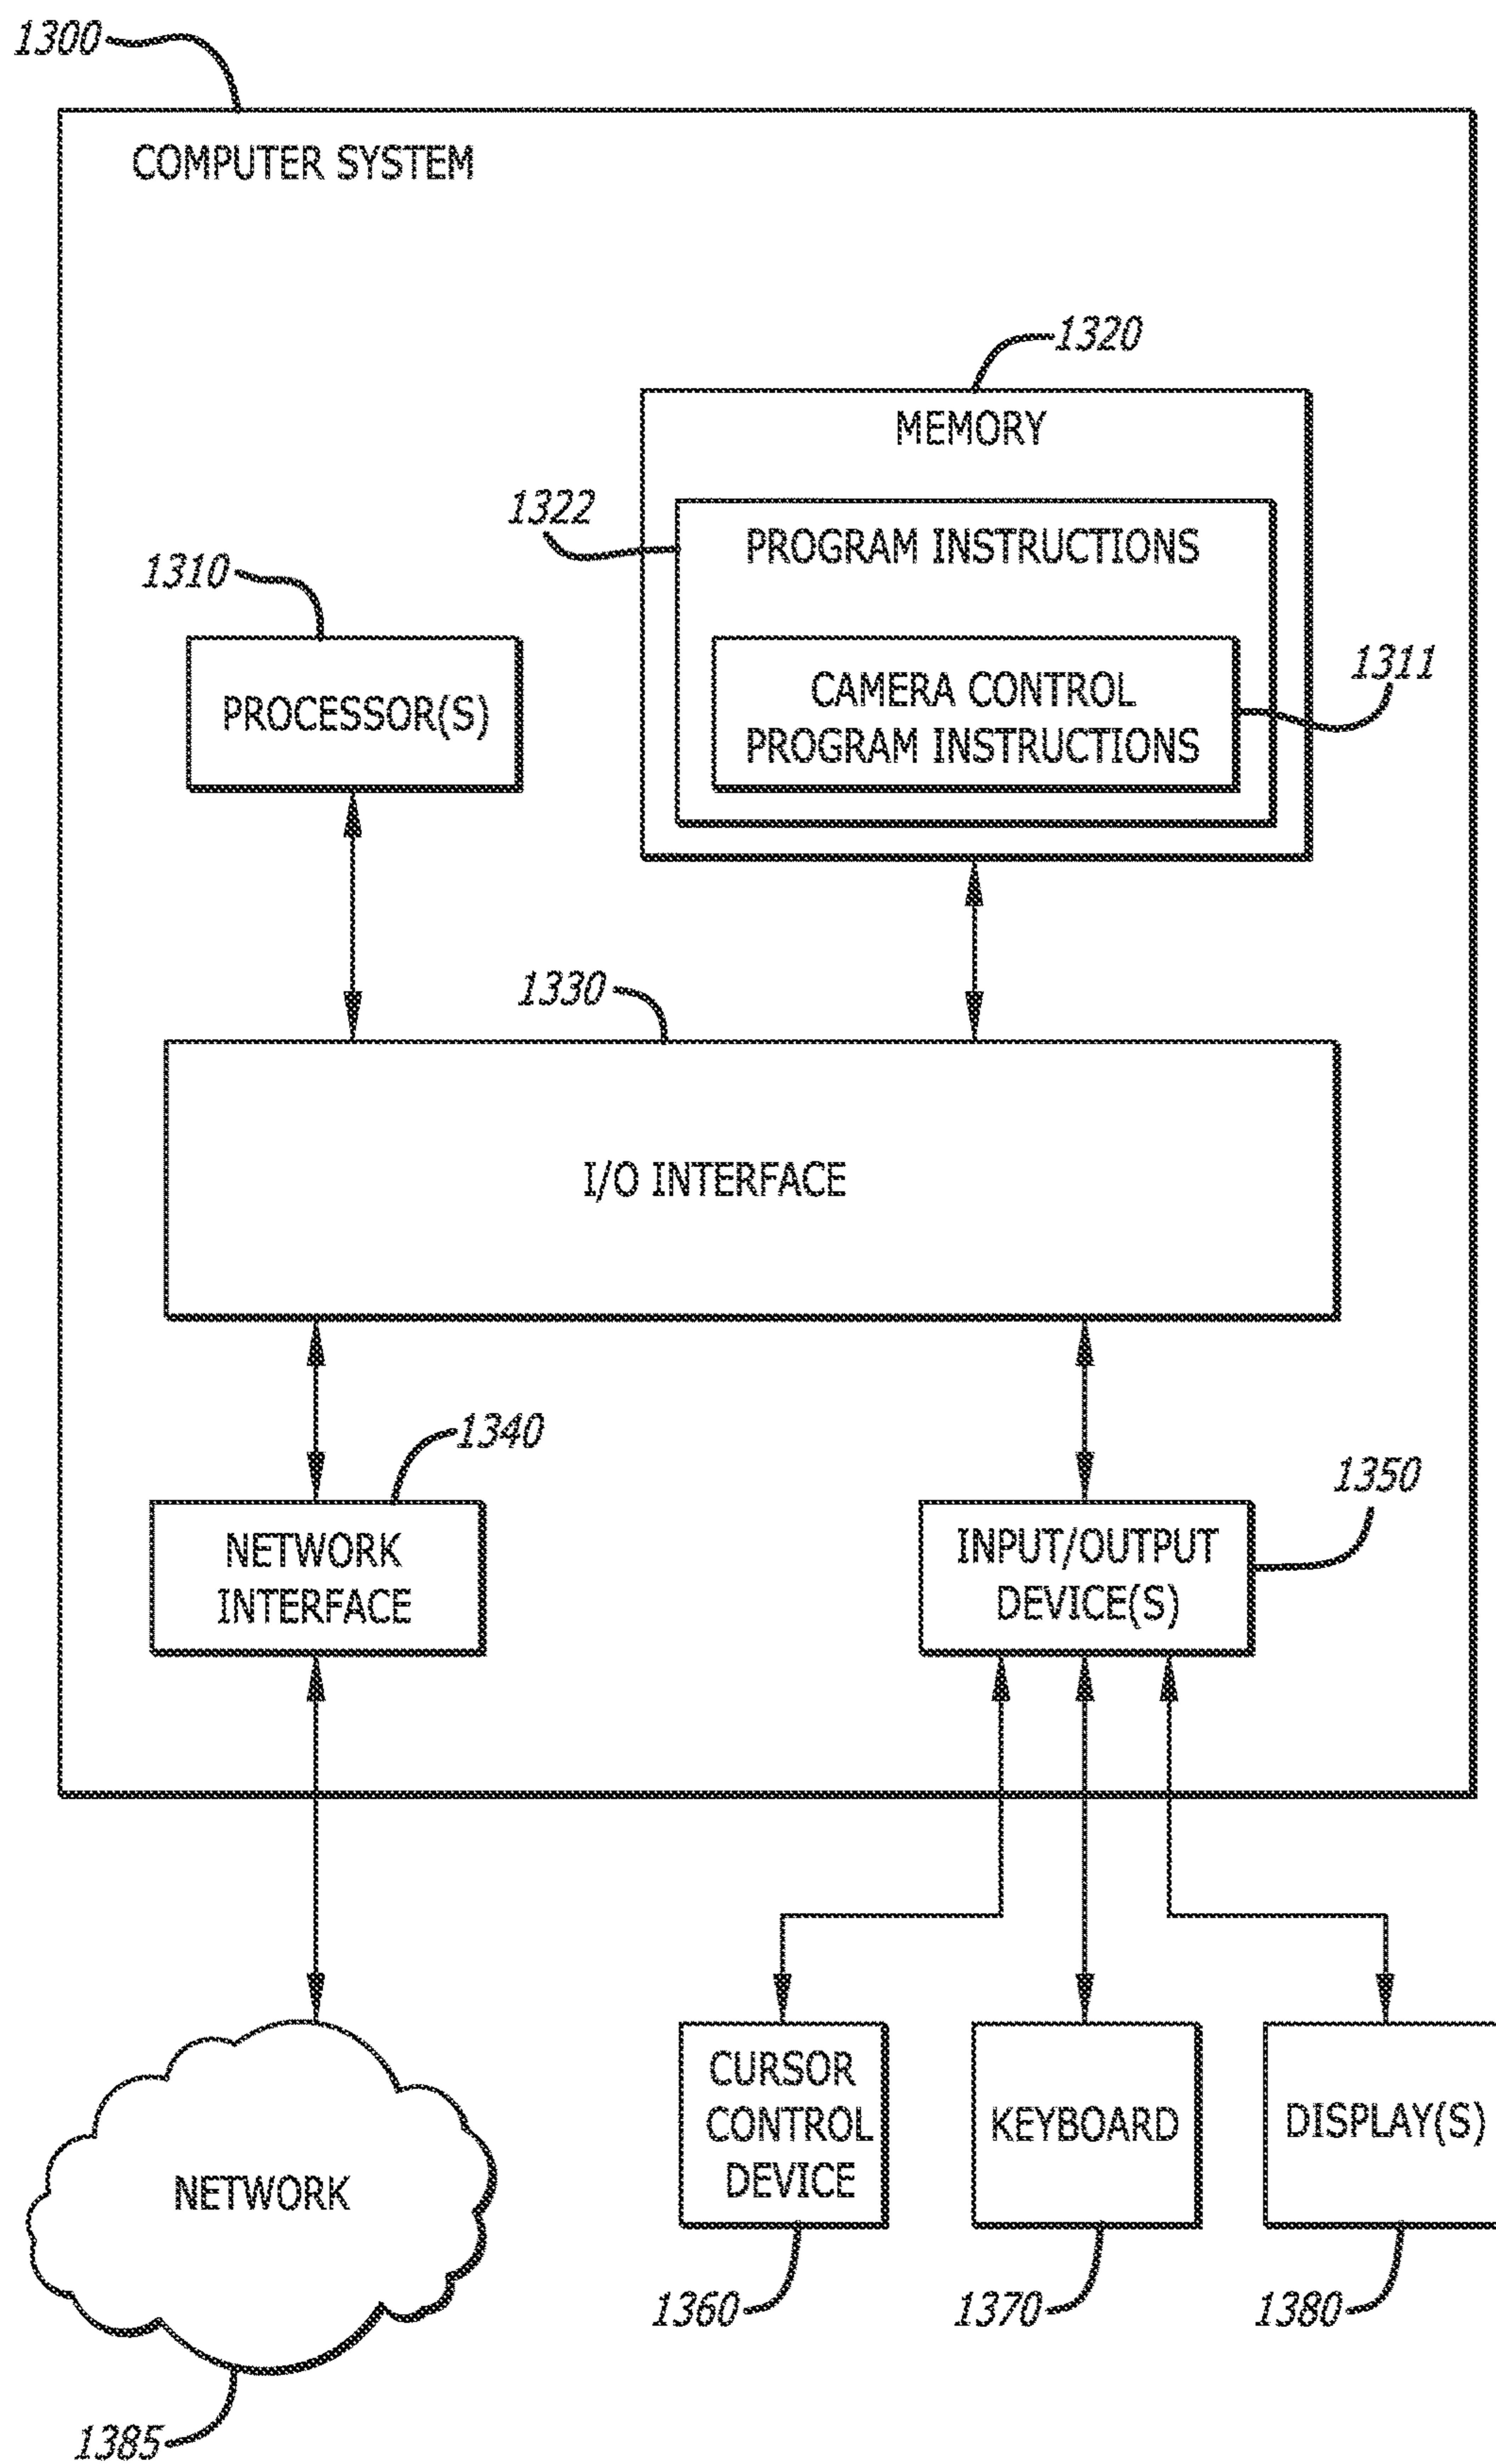 1300
COMPUTER SYSTEM
1320
MEMORY
1322
PROGRAM INSTRUCTIONS
1310
PROCESSOR(S)
CAMERA CONTROL
PROGRAM INSTRUCTIONS
1311
1330
I/O INTERFACE
1340
NETWORK
INTERFACE
1350
INPUT/OUTPUT
DEVICE(S)
NETWORK
1385
CURSOR
CONTROL
DEVICE
1360
KEYBOARD
1370
DISPLAY(S)
1380